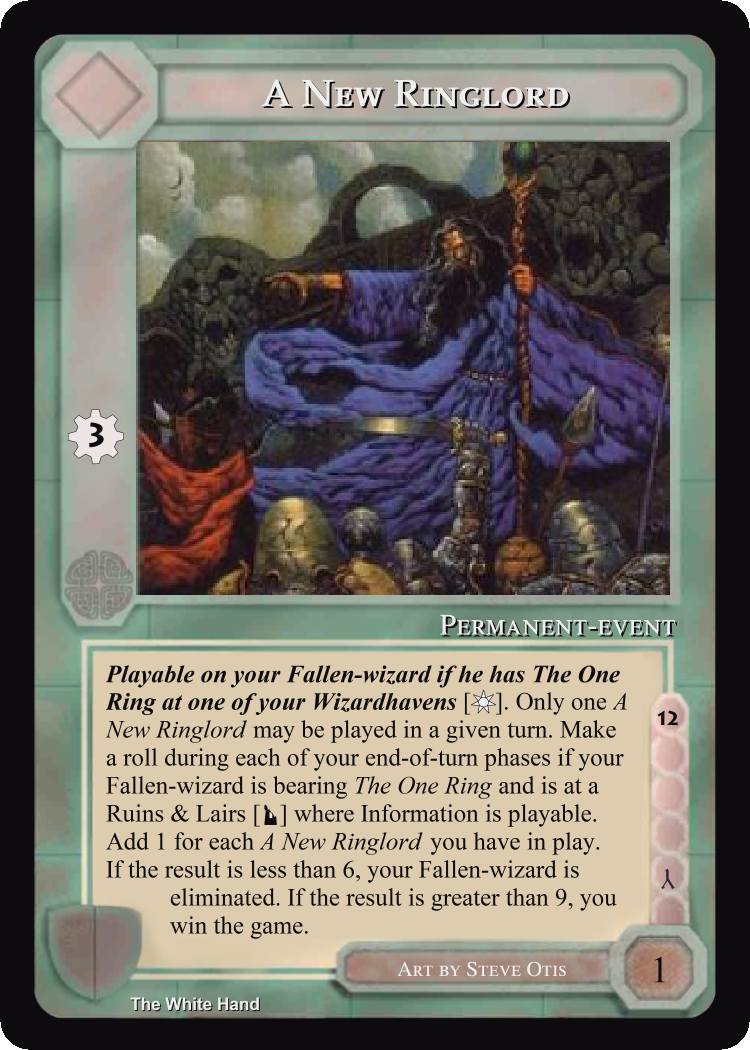 A New Ringlord
3
Permanent-event
Playable on your Fallen-wizard if he has The One
Ring at one of your Wizardhavens [ ]. Only one A
New Ringlord may be played in a given turn. Make
a roll during each of your end-of-turn phases if your
Fallen-wizard is bearing The One Ring and is at a
Ruins & Lairs [ ] where Information is playable.
Add 1 for each A New Ringlord you have in play.
If the result is less than 6, your Fallen-wizard is
eliminated. If the result is greater than 9, you
win the game.
12
Art by Steve Otis
1
The White Hand